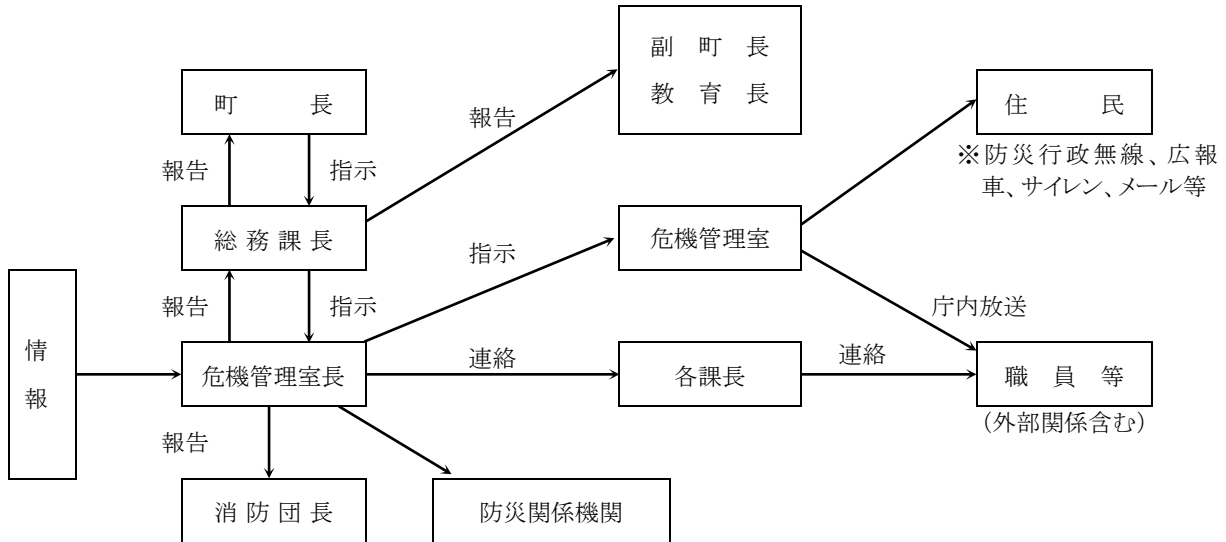 副町長
教育長
町長
報告
住民
報告
指示
※防災行政無線、広報
車、サイレン、メール等
総務課長
指示
危機管理室
報告
指示
庁内放送
情
報
危機管理室長
連絡
各課長
連絡
職員等
(外部関係含む)
報告
消防団長
防災関係機関